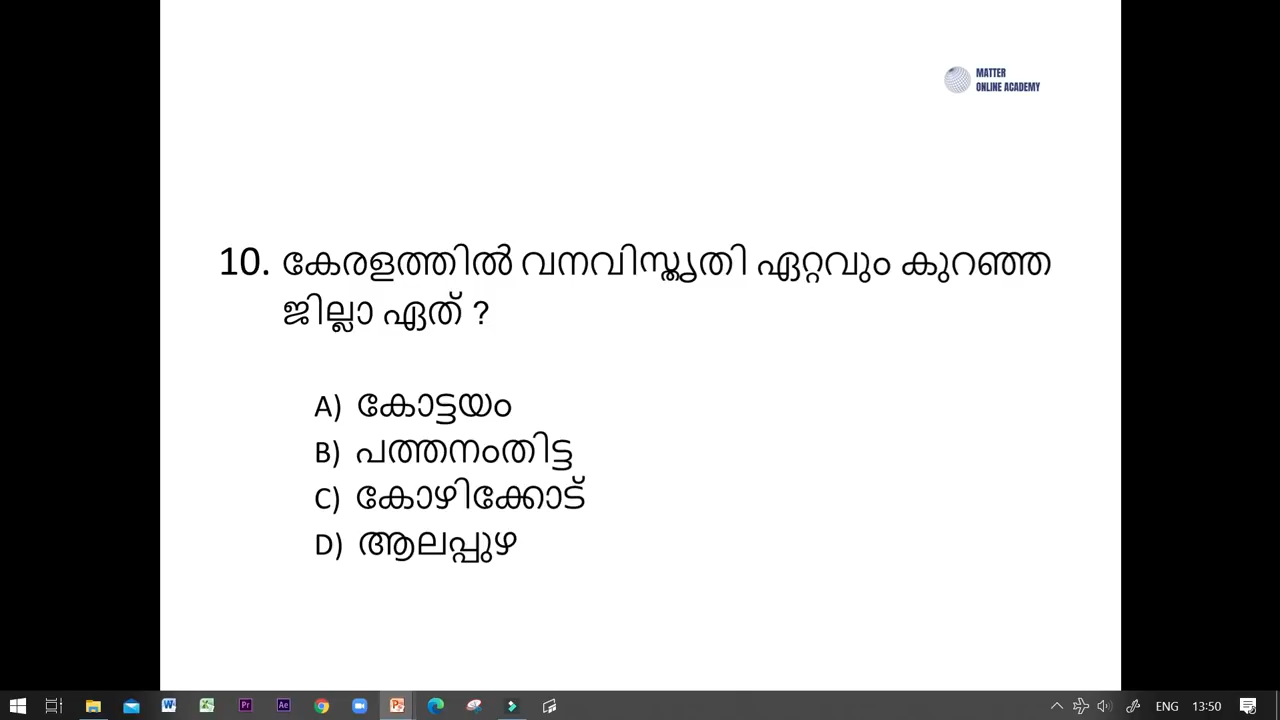 MATTER
ONLINE ACADEMY
10. കേരളത്തിൽ വനവിസ്തൃതി ഏറ്റവും കുറഞ്ഞ
ജില്ലാ ഏത് ?
A) കോട്ടയം
B) പത്തനംതിട്ട
C) കോഴിക്കോട്
D) ആലപ്പുഴ
ENG 13:50